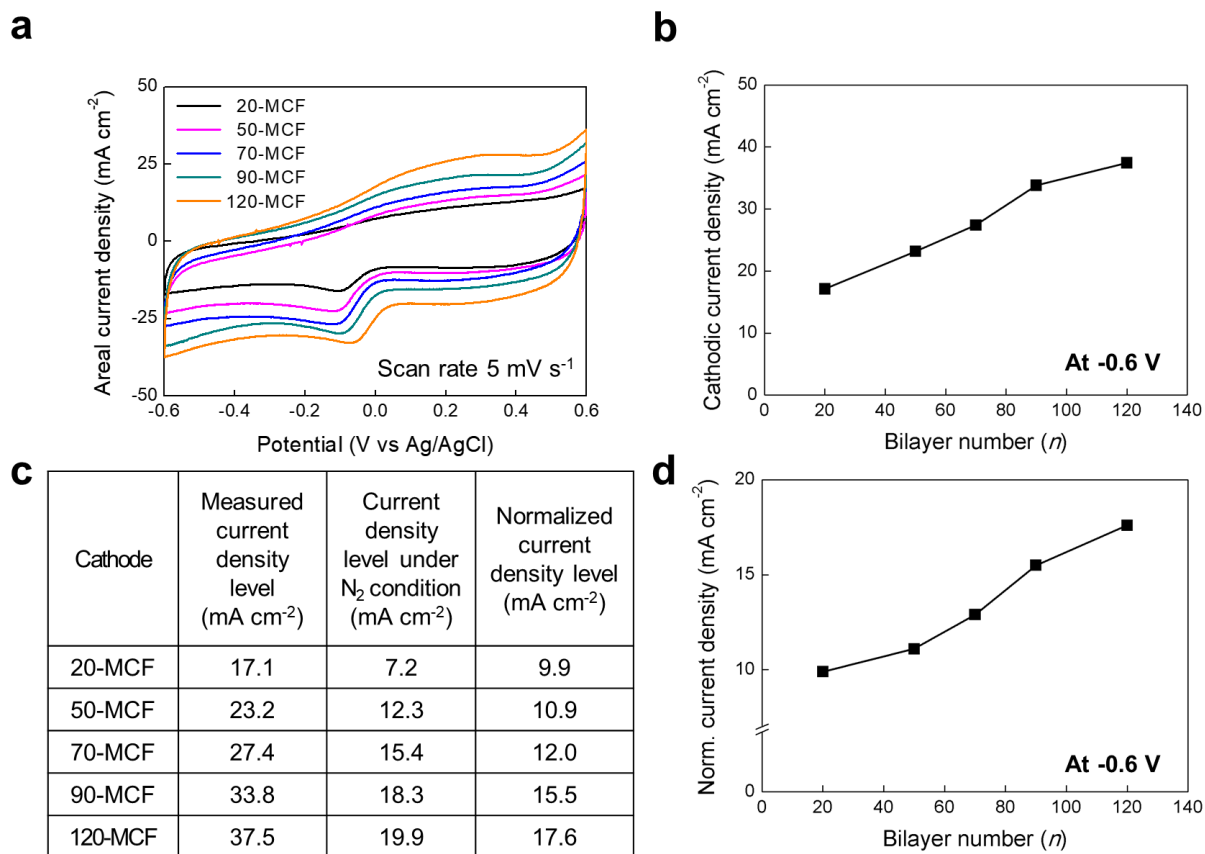 a
50
25
0
-25
-50
Areal current density (mA cm-2)
20-MCF
50-MCF
70-MCF
90-MCF
120-MCF
Scan rate 5 mV s-1
-0.6 -0.4 -0.2 0.0 0.2 0.4 0.6
Potential (V vs Ag/AgCl)
b
50
40
30
20
10
0
Cathodic current density (mA cm-2)
At -0.6 V
0 20 40 60 80 100 120 140
Bilayer number (n)
c
Cathode
Measured
current
density
level
(mA cm-2)
Current
density
level under
N2 condition
(mA cm-2)
Normalized
current
density level
(mA cm-2)
20-MCF 17.1 7.2 9.9
50-MCF 23.2 12.3 10.9
70-MCF 27.4 15.4 12.0
90-MCF 33.8 18.3 15.5
120-MCF 37.5 19.9 17.6
d
20
15
10
0
Norm. current density (mA cm-2)
At -0.6 V
0 20 40 60 80 100 120 140
Bilayer number (n)